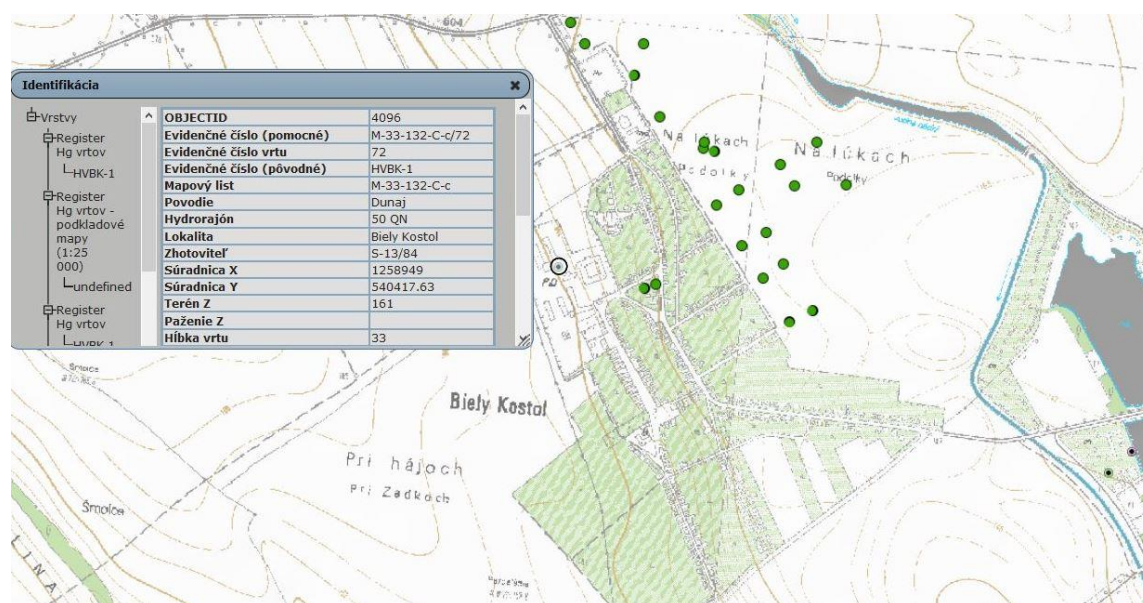 604
Identifikácia
Vrstvy
Register
Hg vrtov
HVBK-1
Register
Hg vrtov -
podkladové
mapy
(1:25
000)
undefined
Register
Hg vrtov
HVBK-1
OBJECTID 4096
Evidenčné číslo (pomocné) M-33-132-C-c/72
Evidenčné číslo vrtu 72
Evidenčné číslo (pôvodné) HVBK-1
Mapový list M-33-132-C-c
Povodie Dunaj
Hydrorajón 50 QN
Lokalita Biely Kostol
Zhotoviteľ S-13/84
Súradnica X 1258949
Súradnica Y 540417.63
Terén Z 161
Paženie Z
Hĺbka vrtu 33
Na lúkach
Podolky
Na lúkach
Podolky
PD
Biely Kostol
Pri hájoch
Pri Zadkoch
Šmolce
Šmolce